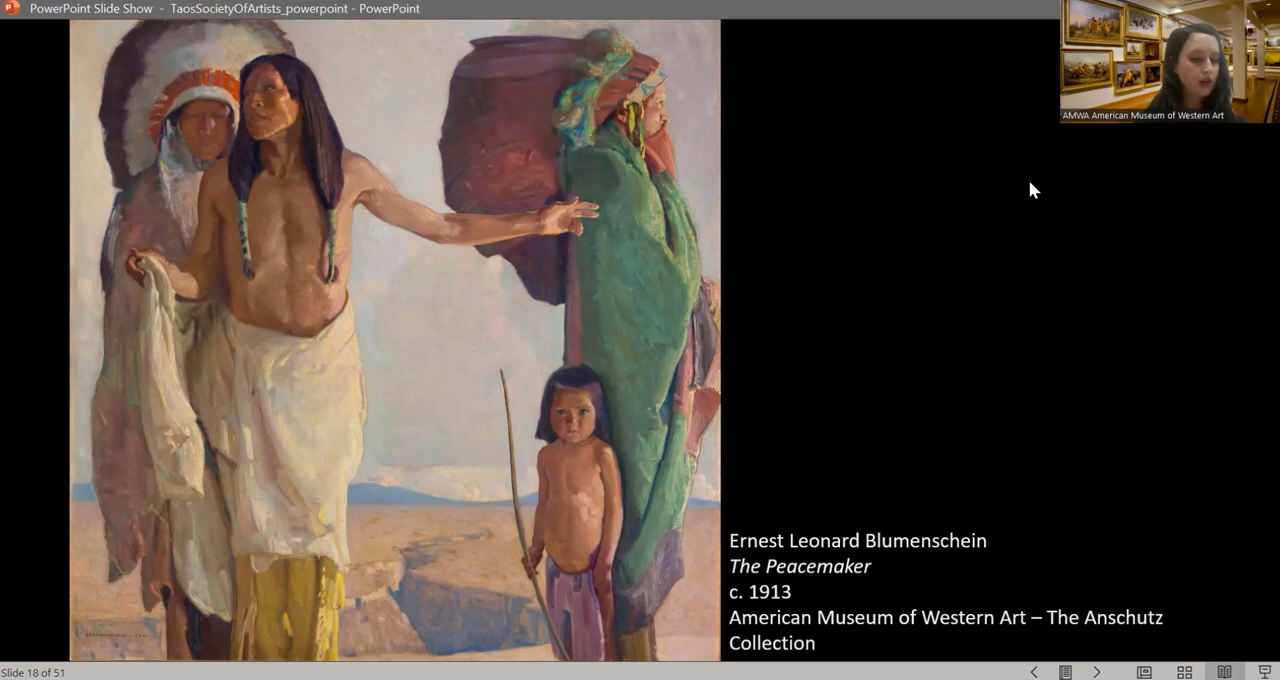 PowerPoint Slide Show - TaosSocietyOfArtists_powerpoint - PowerPoint
AMWA American Museum of Western Art
Ernest Leonard Blumenschein
The Peacemaker
c. 1913
American Museum of Western Art – The Anschutz
Collection
Slide 18 of 51